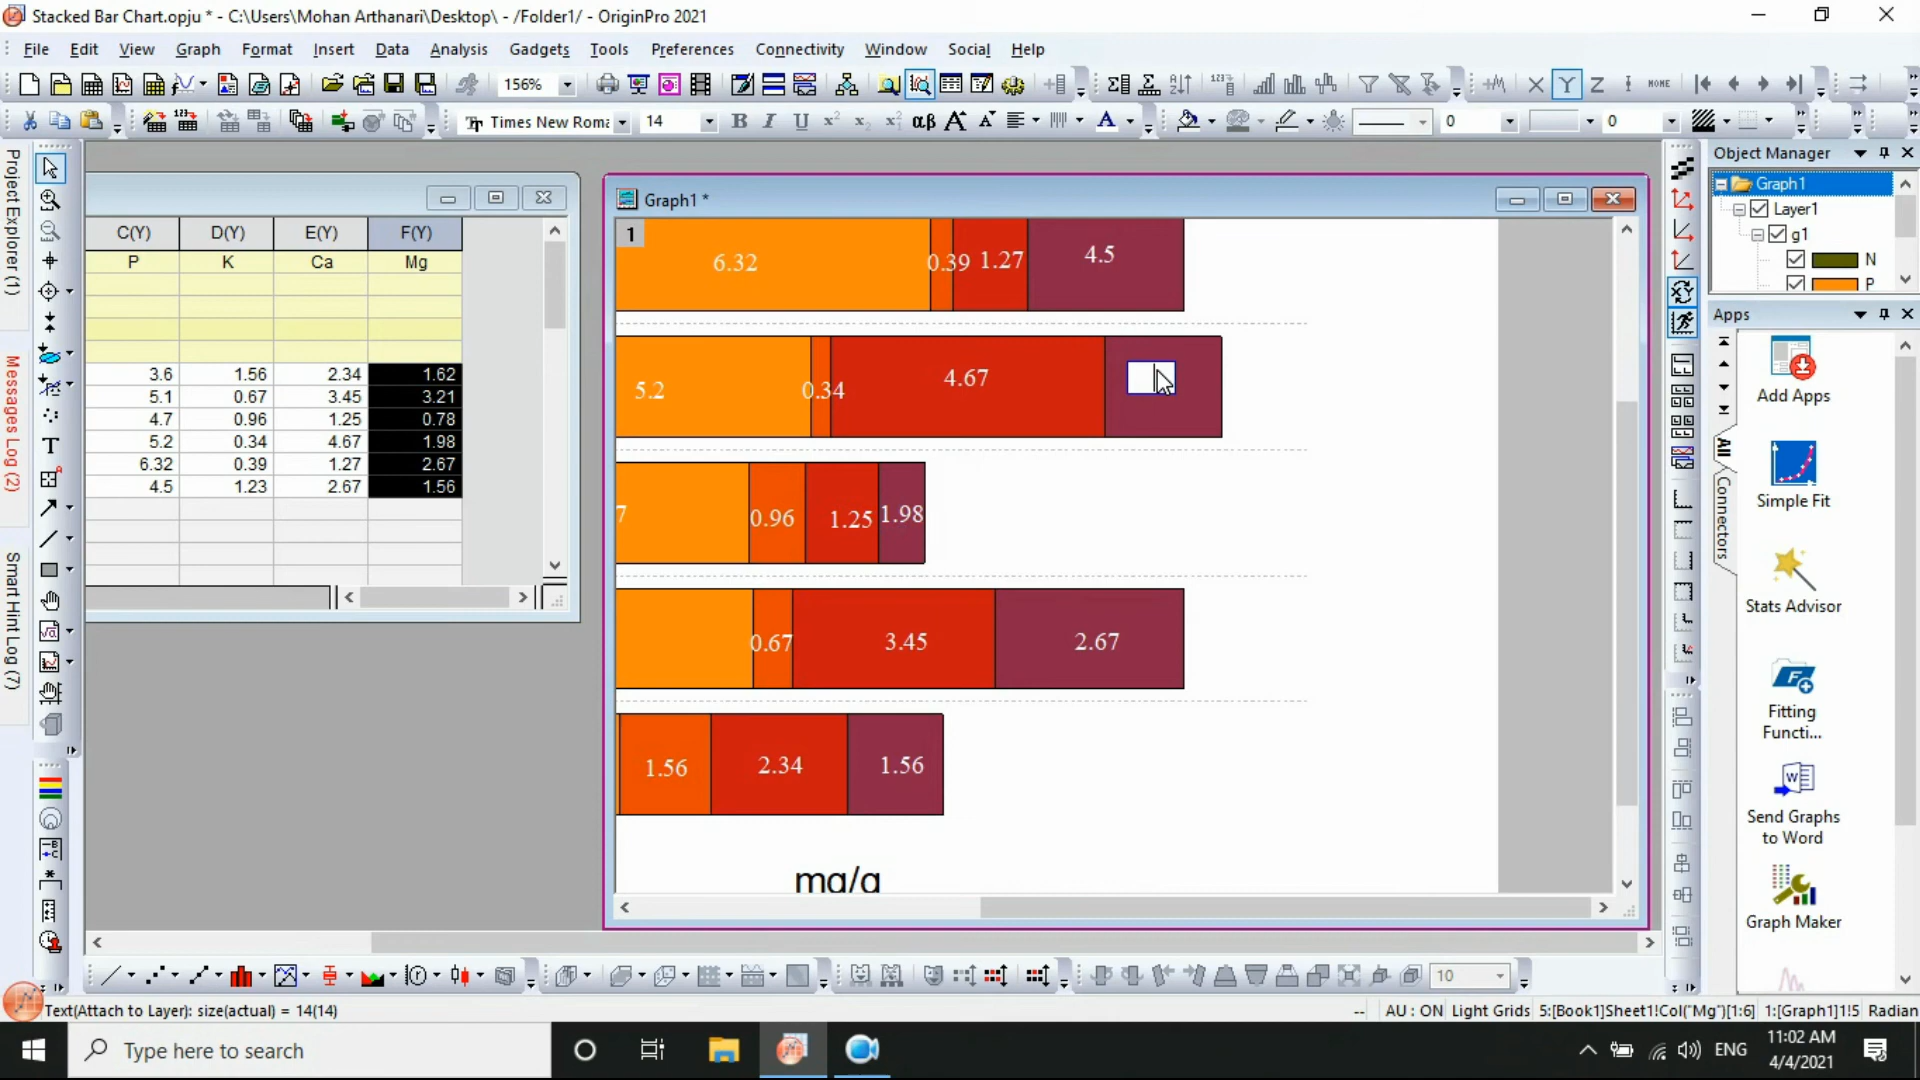 Stacked Bar Chart.opju * - C:\Users\Mohan Arthanari\Desktop\ - /Folder1/ - OriginPro 2021
File Edit View Graph Format Insert Data Analysis Gadgets Tools Preferences Connectivity Window Social Help
156%
X Y Z HOME
Times New Roma 14 B I U αβ A A 0 0
Project Explorer (1)
Messages Log (2)
Smart Hint Log (7)
C(Y) D(Y) E(Y) F(Y)
P K Ca Mg
3.6 1.56 2.34 1.62
5.1 0.67 3.45 3.21
4.7 0.96 1.25 0.78
5.2 0.34 4.67 1.98
6.32 0.39 1.27 2.67
4.5 1.23 2.67 1.56
Graph1 *
1
6.32 0.39 1.27 4.5
5.2 0.34 4.67
7 0.96 1.25 1.98
0.67 3.45 2.67
1.56 2.34 1.56
mg/g
Object Manager
Graph1
Layer1
g1
N
P
Apps
All
Connectors
Add Apps
Simple Fit
Stats Advisor
Fitting
Functi...
Send Graphs
to Word
Graph Maker
10
Text(Attach to Layer): size(actual) = 14(14)
-- AU : ON Light Grids 5:[Book1]Sheet1!Col("Mg")[1:6] 1:[Graph1]1!5 Radian
Type here to search
ENG
11:02 AM
4/4/2021